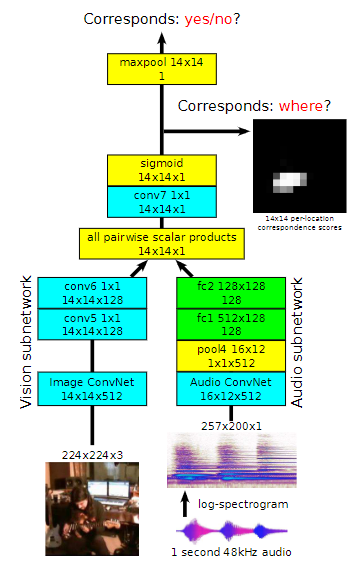 Corresponds: yes/no?
maxpool 14x14
1
Corresponds: where?
sigmoid
14x14x1
conv7 1x1
14x14x1
14x14 per-location
correspondence scores
all pairwise scalar products
14x14x1
Vision subnetwork
conv6 1x1
14x14x128
conv5 1x1
14x14x128
Image ConvNet
14x14x512
224x224x3
Audio subnetwork
fc2 128x128
128
fc1 512x128
128
pool4 16x12
1x1x512
Audio ConvNet
16x12x512
257x200x1
log-spectrogram
1 second 48kHz audio